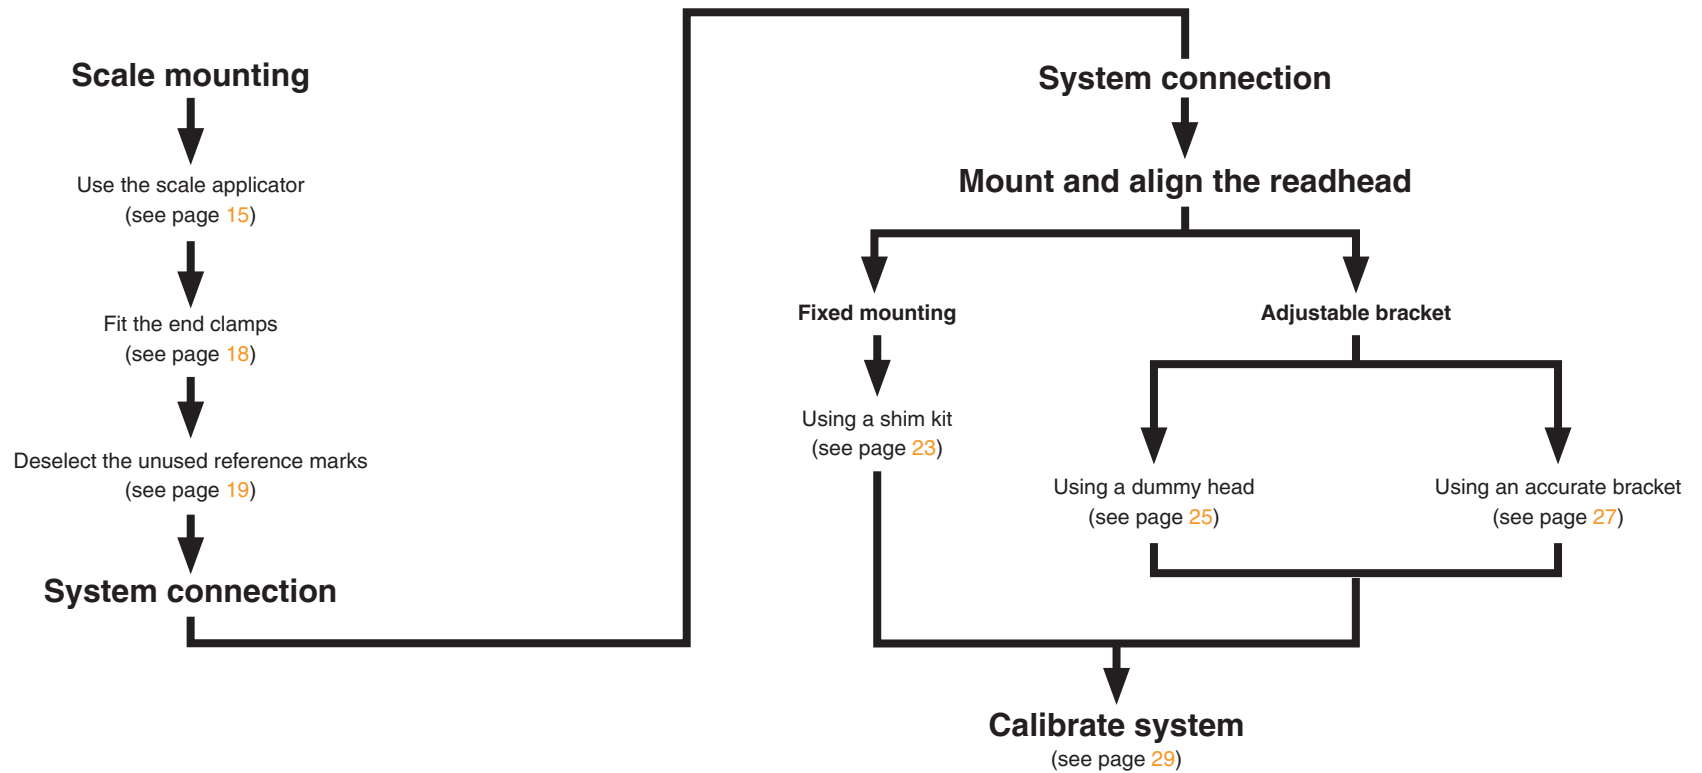 Scale mounting
Use the scale applicator
(see page 15)
Fit the end clamps
(see page 18)
Deselect the unused reference marks
(see page 19)
System connection
System connection
Mount and align the readhead
Fixed mounting
Adjustable bracket
Using a shim kit
(see page 23)
Using a dummy head
(see page 25)
Using an accurate bracket
(see page 27)
Calibrate system
(see page 29)